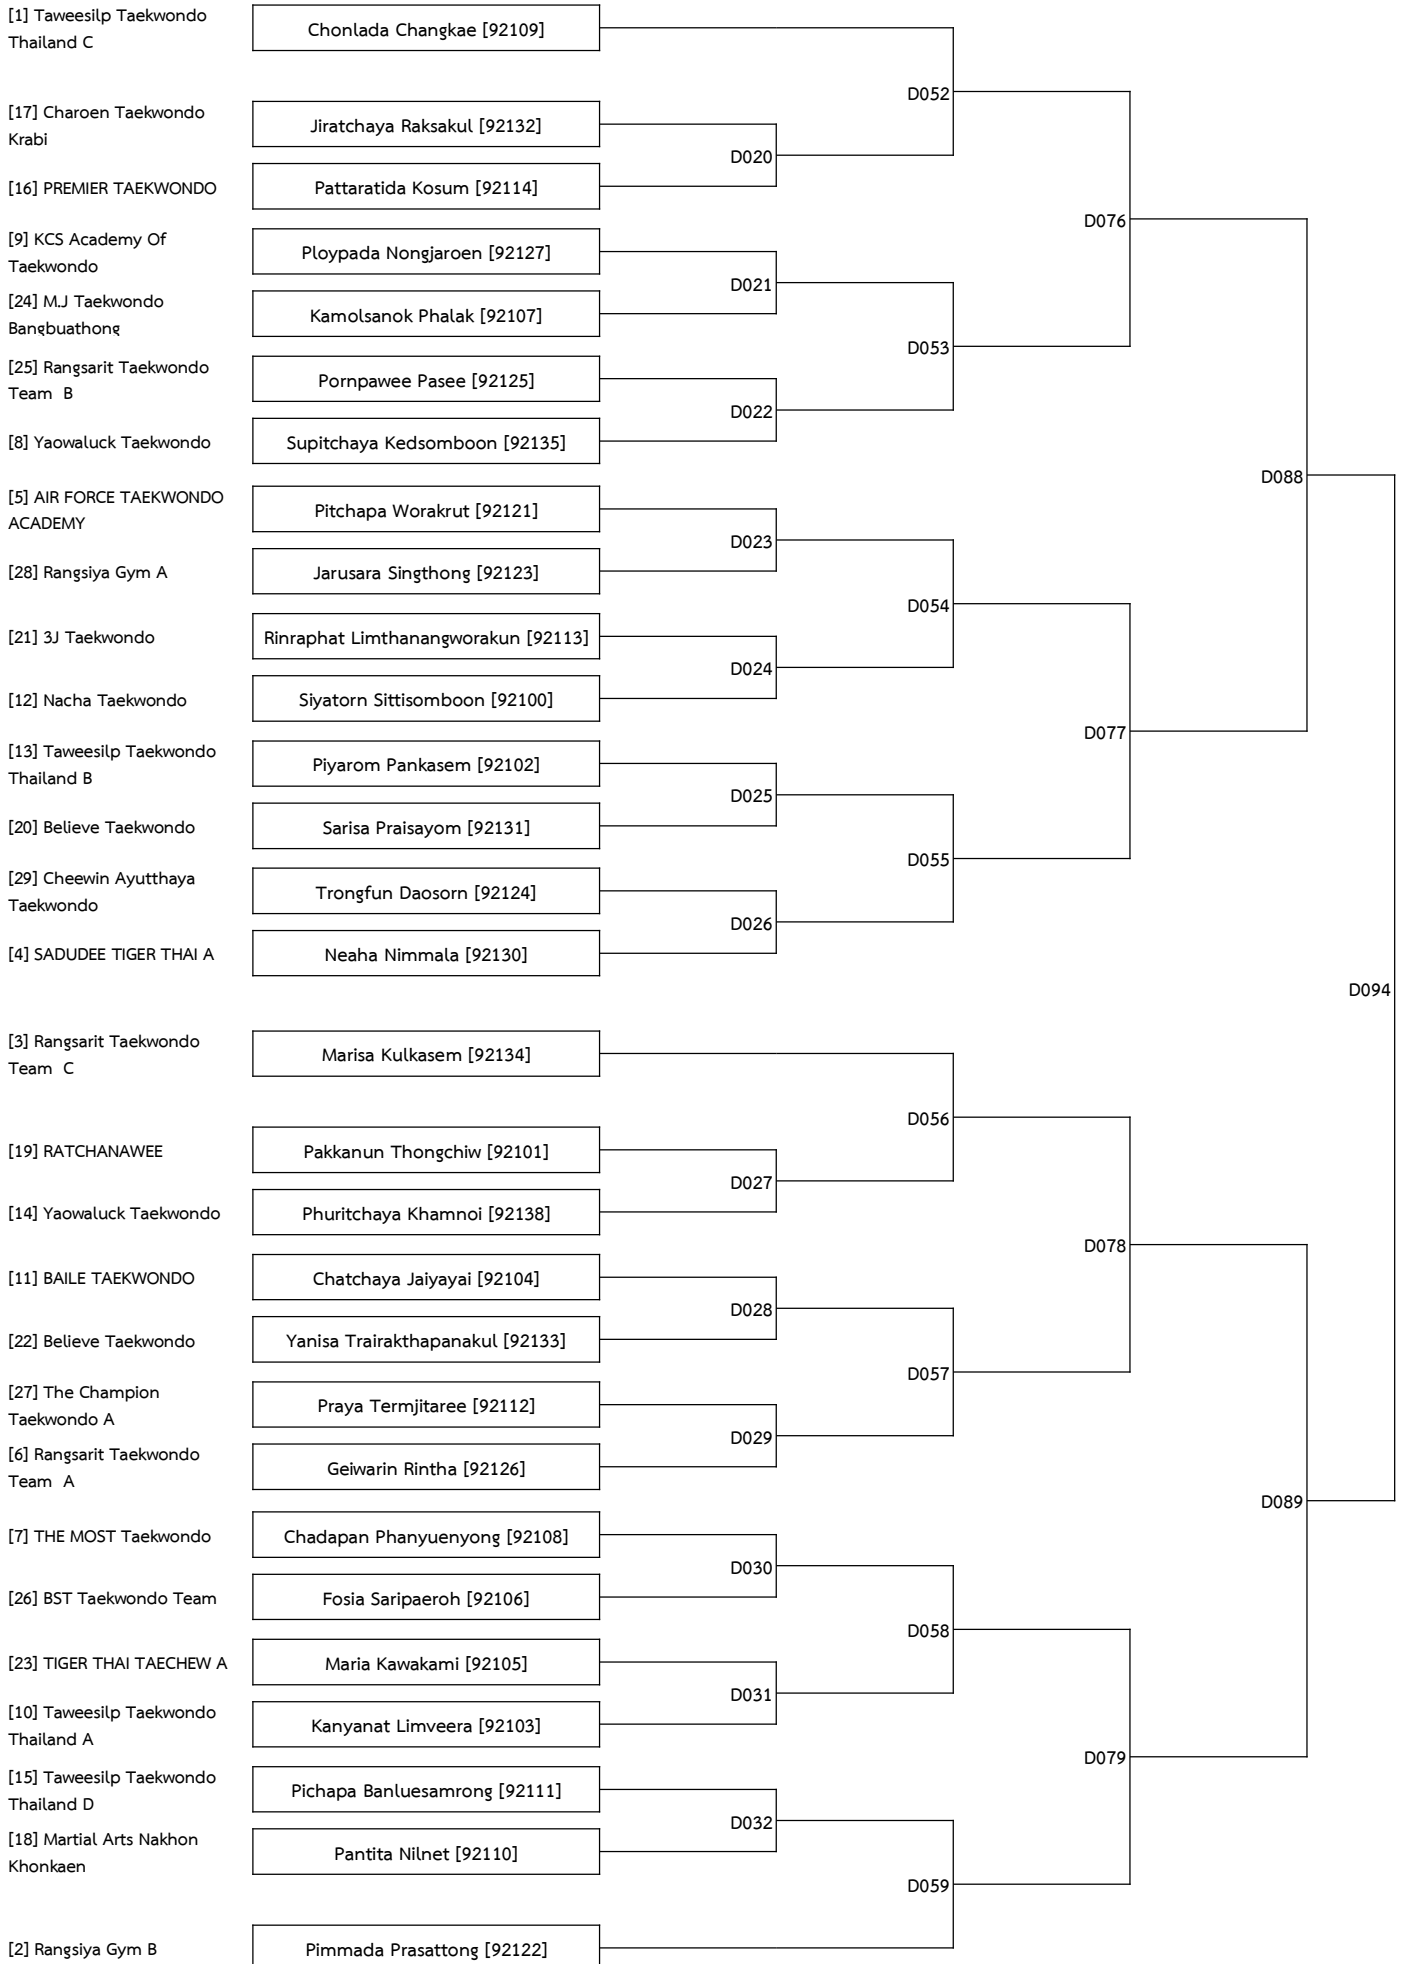 [1] Taweesilp Taekwondo
Thailand C
Chonlada Changkae [92109]
D052
[17] Charoen Taekwondo
Krabi
Jiratchaya Raksakul [92132]
D020
[16] PREMIER TAEKWONDO
Pattaratida Kosum [92114]
D076
[9] KCS Academy Of
Taekwondo
Ploypada Nongjaroen [92127]
D021
[24] M.J Taekwondo
Bangbuathong
Kamolsanok Phalak [92107]
D053
[25] Rangsarit Taekwondo
Team  B
Pornpawee Pasee [92125]
D022
[8] Yaowaluck Taekwondo
Supitchaya Kedsomboon [92135]
D088
[5] AIR FORCE TAEKWONDO
ACADEMY
Pitchapa Worakrut [92121]
D023
[28] Rangsiya Gym A
Jarusara Singthong [92123]
D054
[21] 3J Taekwondo
Rinraphat Limthanangworakun [92113]
D024
[12] Nacha Taekwondo
Siyatorn Sittisomboon [92100]
D077
[13] Taweesilp Taekwondo
Thailand B
Piyarom Pankasem [92102]
D025
[20] Believe Taekwondo
Sarisa Praisayom [92131]
D055
[29] Cheewin Ayutthaya
Taekwondo
Trongfun Daosorn [92124]
D026
[4] SADUDEE TIGER THAI A
Neaha Nimmala [92130]
D094
[3] Rangsarit Taekwondo
Team  C
Marisa Kulkasem [92134]
D056
[19] RATCHANAWEE
Pakkanun Thongchiw [92101]
D027
[14] Yaowaluck Taekwondo
Phuritchaya Khamnoi [92138]
D078
[11] BAILE TAEKWONDO
Chatchaya Jaiyayai [92104]
D028
[22] Believe Taekwondo
Yanisa Trairakthapanakul [92133]
D057
[27] The Champion
Taekwondo A
Praya Termjitaree [92112]
D029
[6] Rangsarit Taekwondo
Team  A
Geiwarin Rintha [92126]
D089
[7] THE MOST Taekwondo
Chadapan Phanyuenyong [92108]
D030
[26] BST Taekwondo Team
Fosia Saripaeroh [92106]
D058
[23] TIGER THAI TAECHEW A
Maria Kawakami [92105]
D031
[10] Taweesilp Taekwondo
Thailand A
Kanyanat Limveera [92103]
D079
[15] Taweesilp Taekwondo
Thailand D
Pichapa Banluesamrong [92111]
D032
[18] Martial Arts Nakhon
Khonkaen
Pantita Nilnet [92110]
D059
[2] Rangsiya Gym B
Pimmada Prasattong [92122]